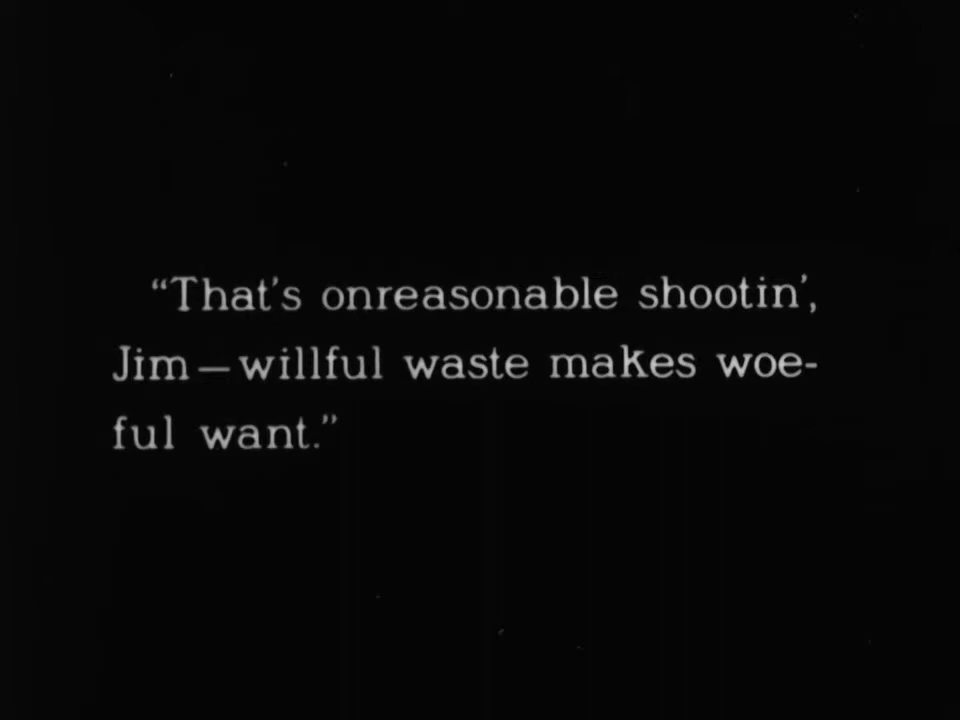 “That’s onreasonable shootin’,
Jim—willful waste makes woe-
ful want.”